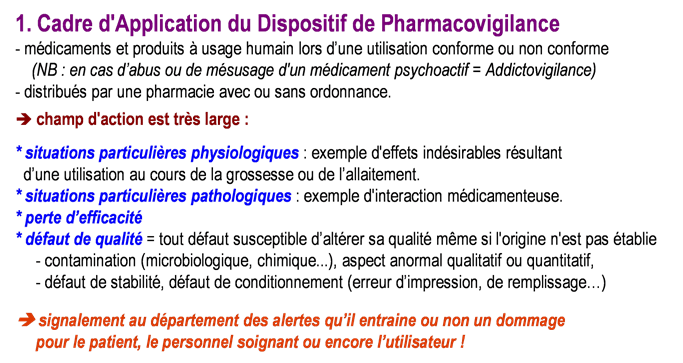 1. Cadre d'Application du Dispositif de Pharmacovigilance
- médicaments et produits à usage humain lors d’une utilisation conforme ou non conforme
(NB : en cas d’abus ou de mésusage d'un médicament psychoactif = Addictovigilance)
- distribués par une pharmacie avec ou sans ordonnance.
➔ champ d'action est très large :
* situations particulières physiologiques : exemple d'effets indésirables résultant
d’une utilisation au cours de la grossesse ou de l’allaitement.
* situations particulières pathologiques : exemple d'interaction médicamenteuse.
* perte d’efficacité
* défaut de qualité = tout défaut susceptible d’altérer sa qualité même si l'origine n'est pas établie
- contamination (microbiologique, chimique...), aspect anormal qualitatif ou quantitatif,
- défaut de stabilité, défaut de conditionnement (erreur d’impression, de remplissage…)
➔ signalement au département des alertes qu’il entraine ou non un dommage
pour le patient, le personnel soignant ou encore l’utilisateur !